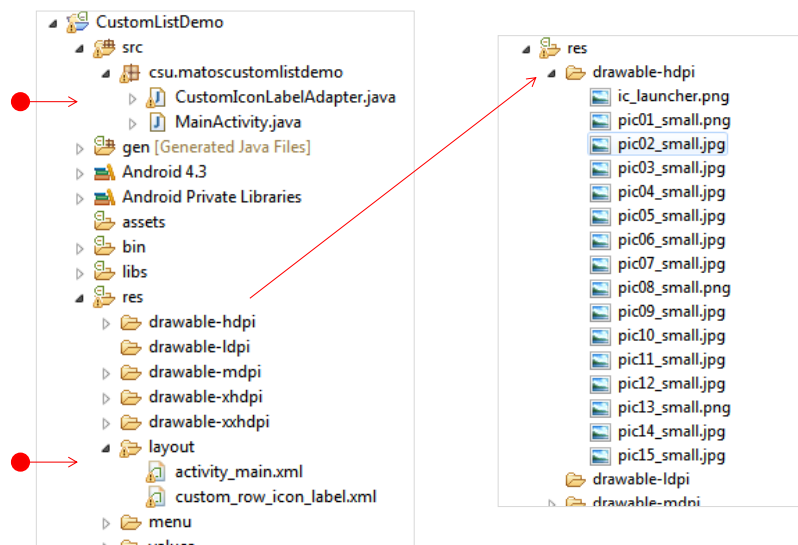 CustomListDemo
src
csu.matoscustomlistdemo
CustomIconLabelAdapter.java
MainActivity.java
gen [Generated Java Files]
Android 4.3
Android Private Libraries
assets
bin
libs
res
drawable-hdpi
drawable-ldpi
drawable-mdpi
drawable-xhdpi
drawable-xxhdpi
layout
activity_main.xml
custom_row_icon_label.xml
menu
values
res
drawable-hdpi
ic_launcher.png
pic01_small.png
pic02_small.jpg
pic03_small.jpg
pic04_small.jpg
pic05_small.jpg
pic06_small.jpg
pic07_small.jpg
pic08_small.png
pic09_small.jpg
pic10_small.jpg
pic11_small.jpg
pic12_small.jpg
pic13_small.png
pic14_small.jpg
pic15_small.jpg
drawable-ldpi
drawable-mdpi